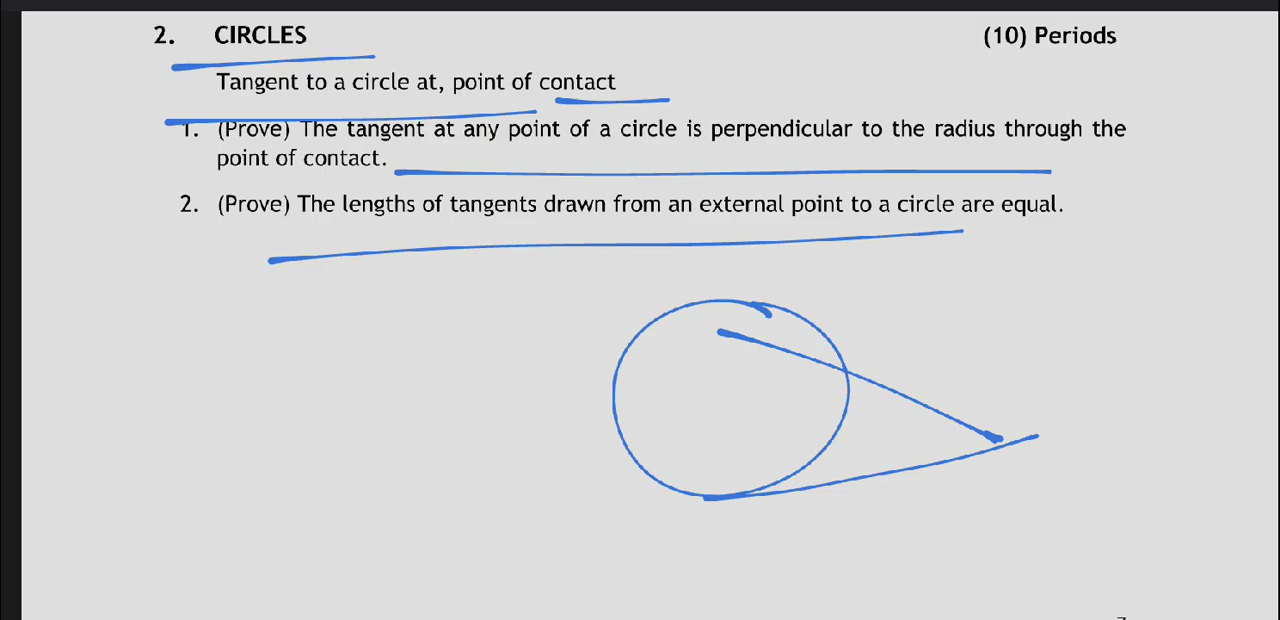 2. CIRCLES (10) Periods
Tangent to a circle at, point of contact
1. (Prove) The tangent at any point of a circle is perpendicular to the radius through the
point of contact.
2. (Prove) The lengths of tangents drawn from an external point to a circle are equal.